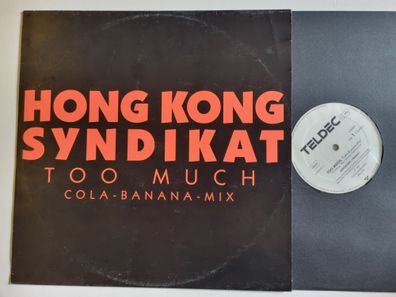 HONG KONG
SYNDIKAT
TOO MUCH
COLA-BANANA-MIX
TELDEC